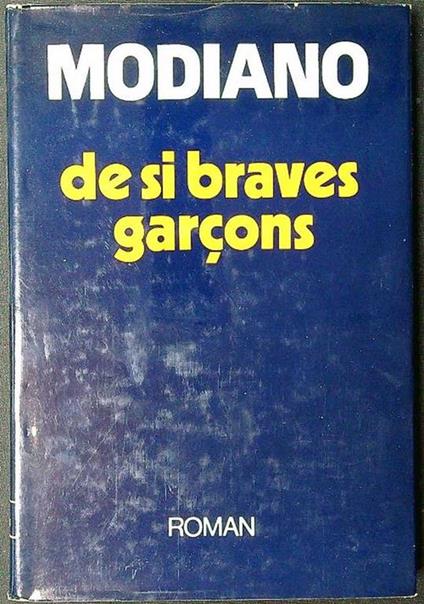 MODIANO
de si braves
garçons
ROMAN